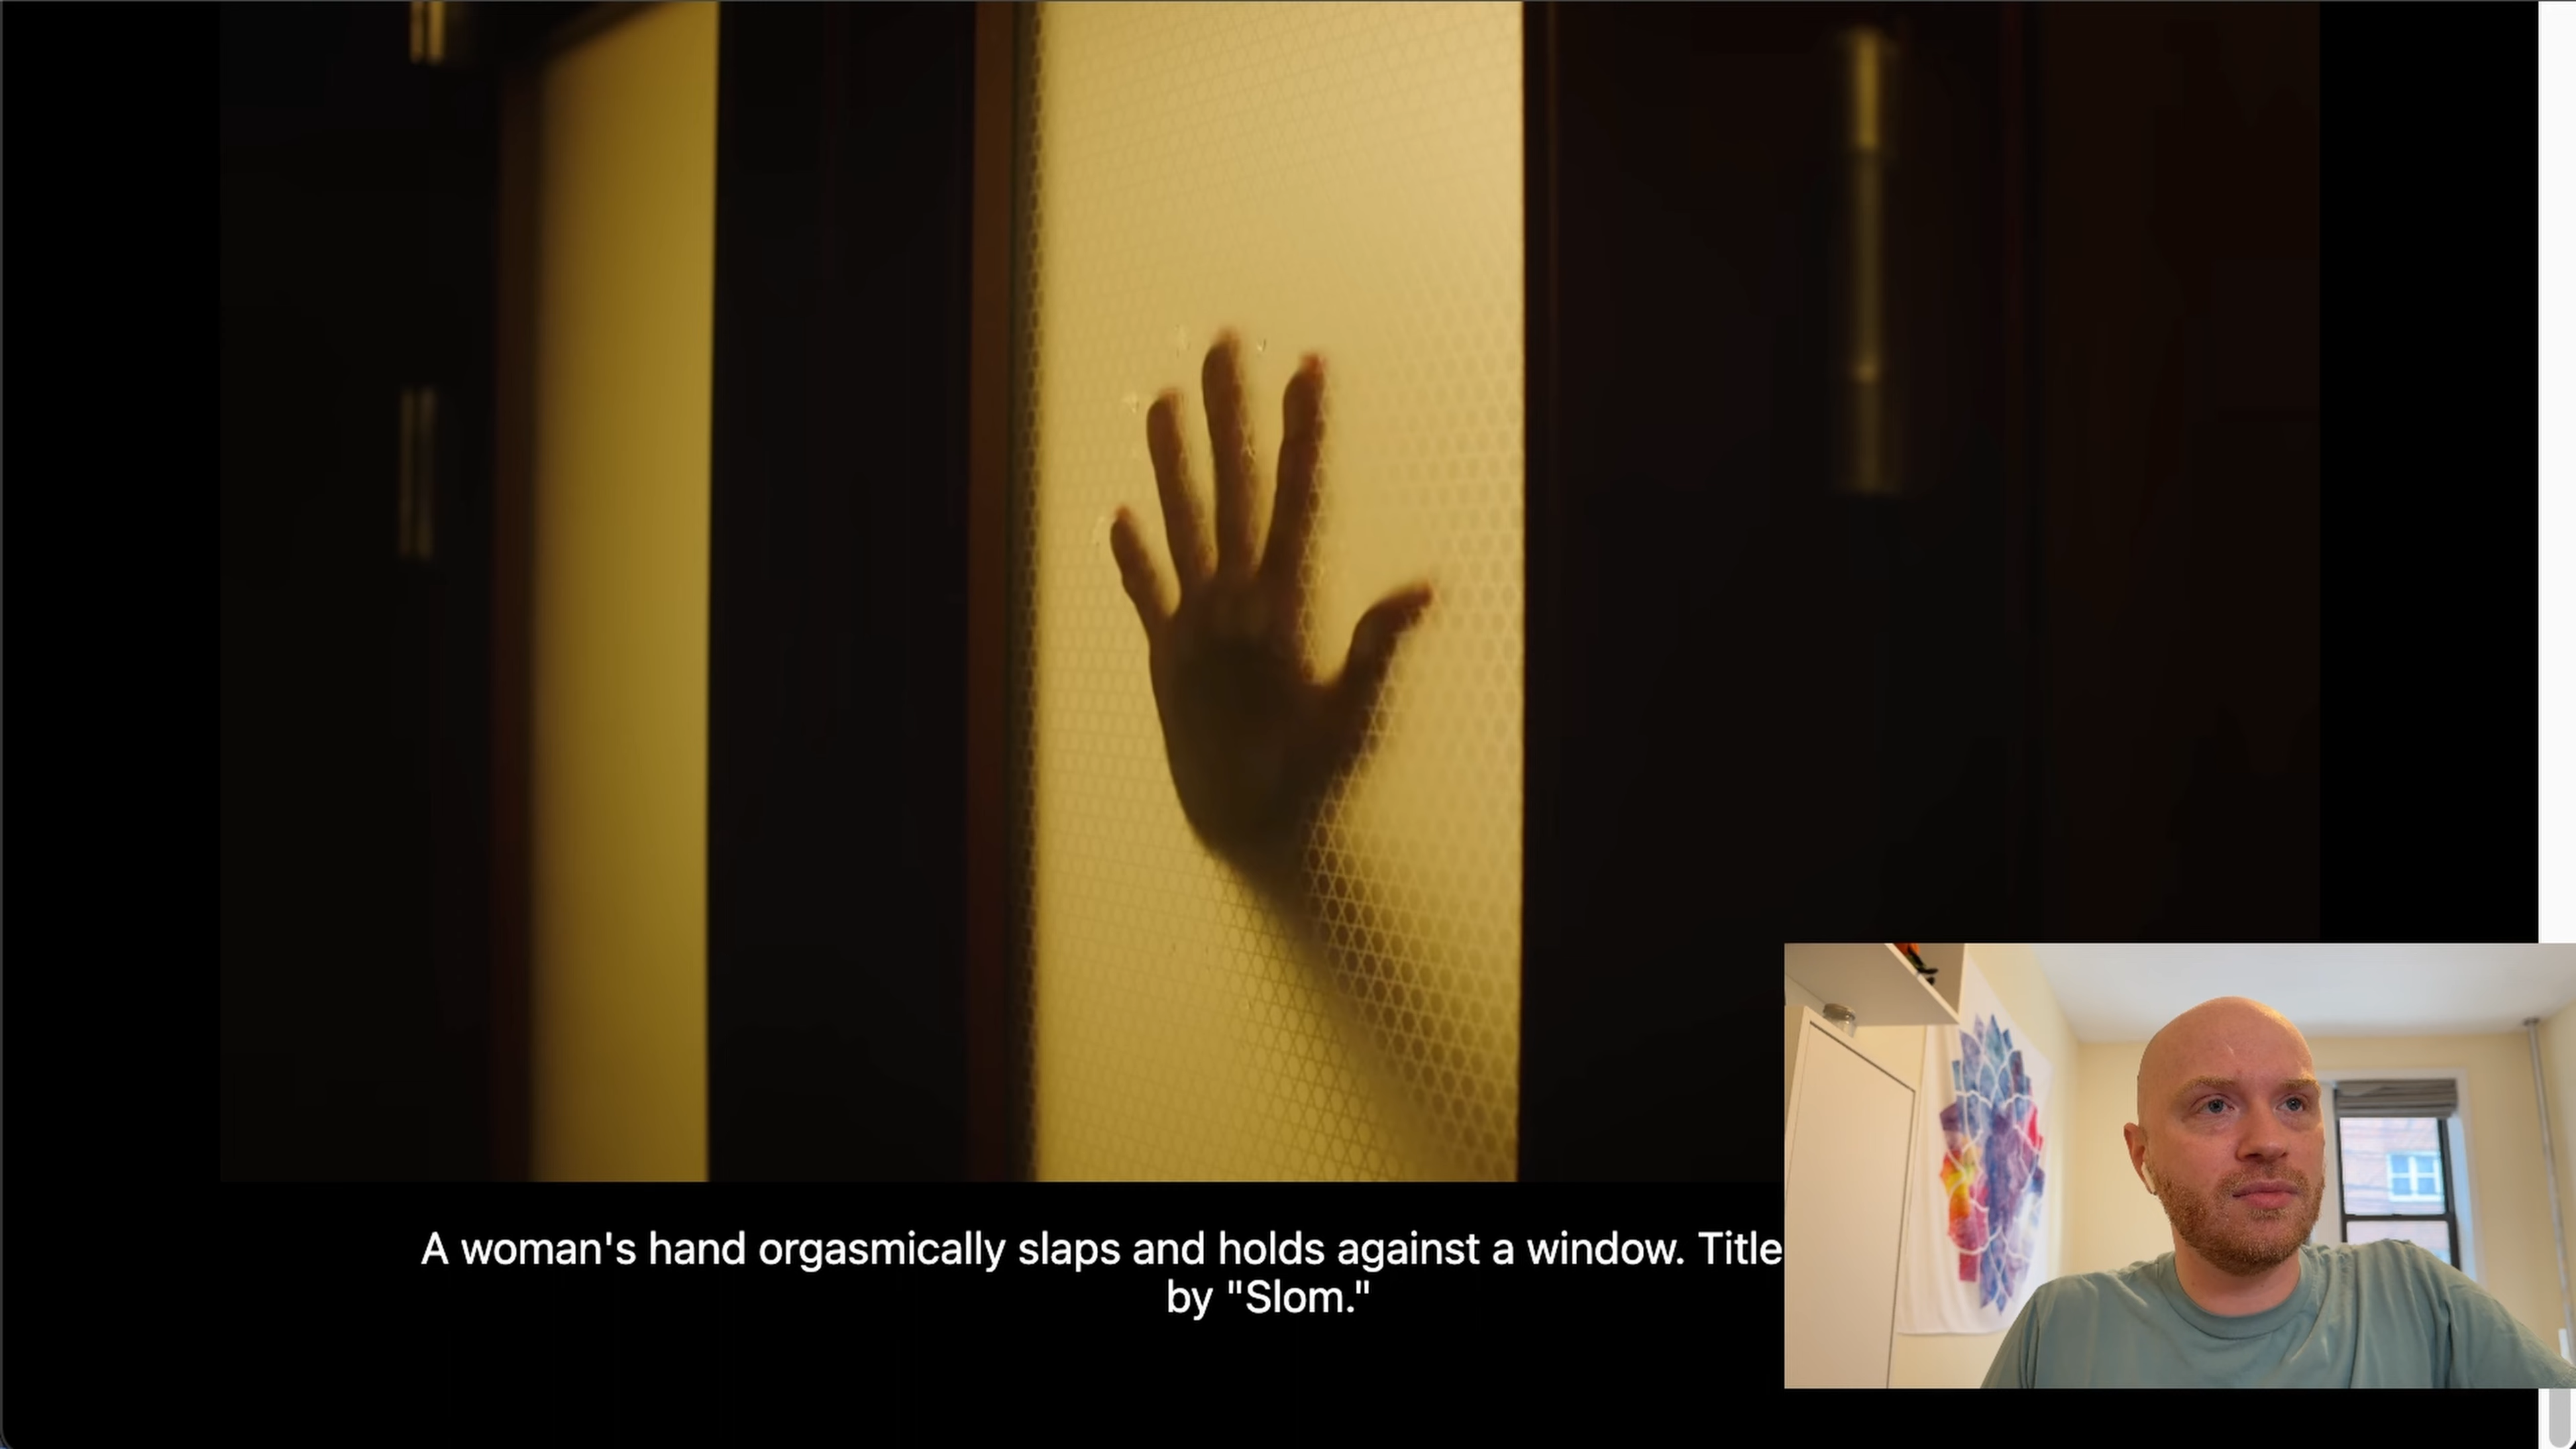 A woman's hand orgasmically slaps and holds against a window. Title
by "Slom."